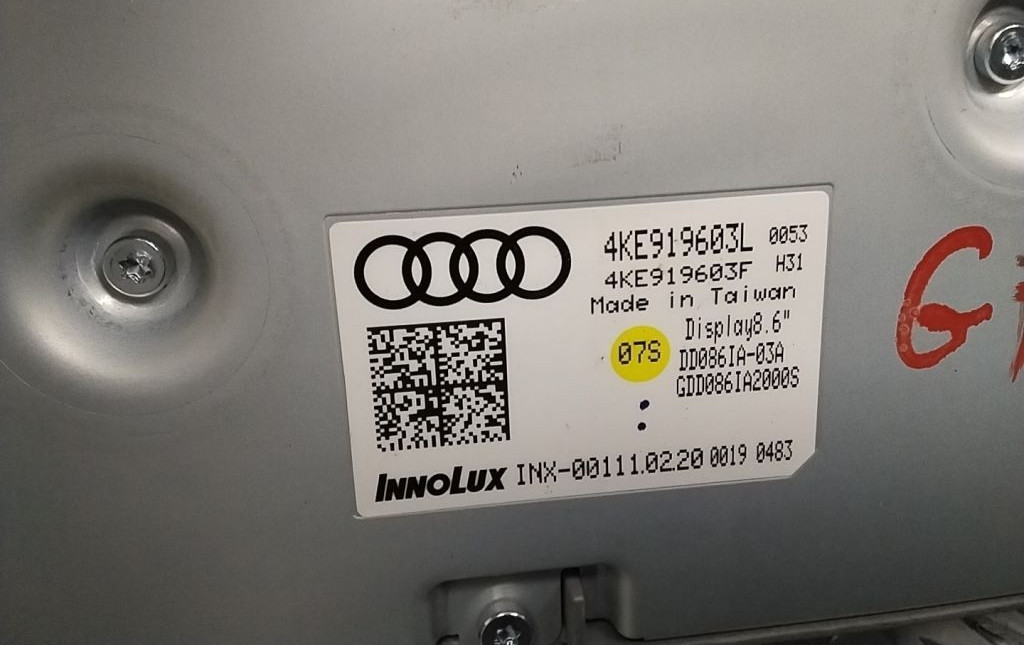 4KE919603L 0053
4KE919603F H31
Made in Taiwan
Display8.6"
07S
DD086IA-03A
GDD086IA2000S
INNOLUX INX-00111.02.20 0019 0483
G